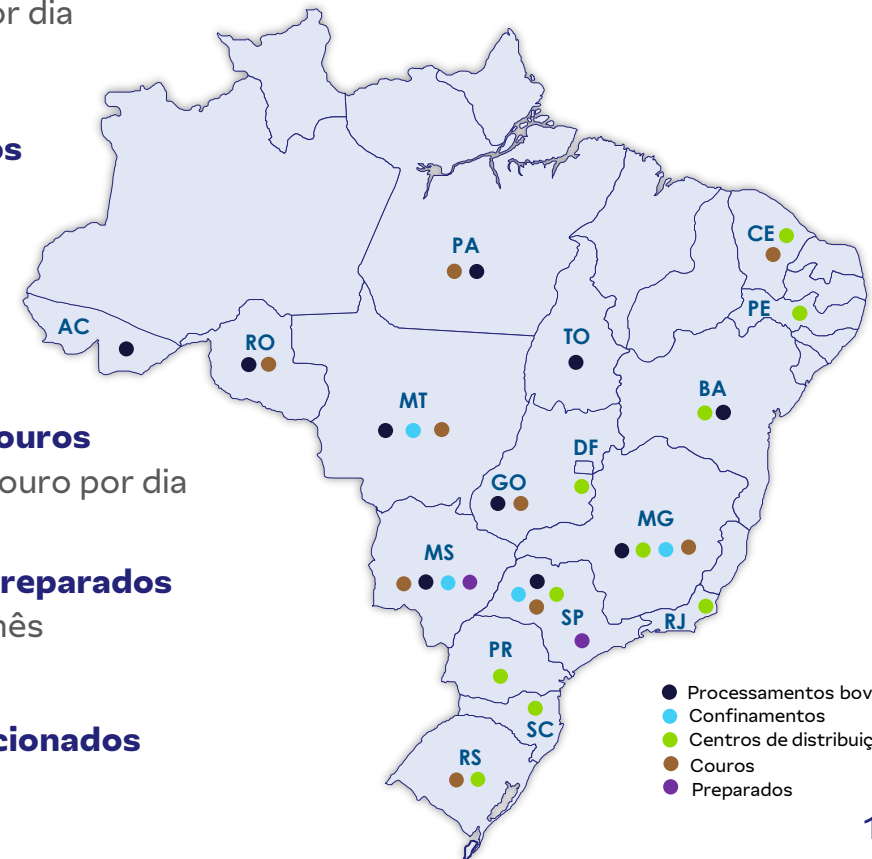 or dia
os
ouros
ouro por dia
reparados
nês
cionados
PA
CE
PE
AC
RO
TO
MT
BA
DF
GO
MG
MS
SP
RJ
PR
SC
RS
Processamentos bov
Confinamentos
Centros de distribuiç
Couros
Preparados
1